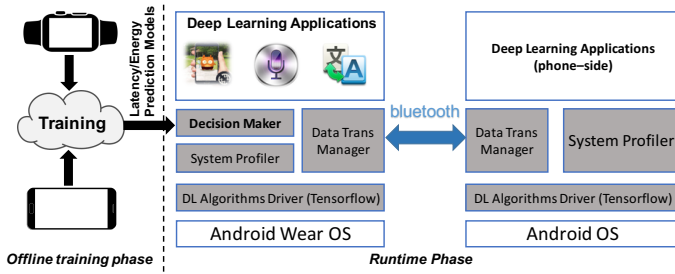 Training
Offline training phase
Latency/Energy
Prediction Models
Deep Learning Applications
文
A
Decision Maker
System Profiler
Data Trans
Manager
DL Algorithms Driver (Tensorflow)
Android Wear OS
bluetooth
Runtime Phase
Deep Learning Applications
(phone–side)
Data Trans
Manager
System Profiler
DL Algorithms Driver (Tensorflow)
Android OS